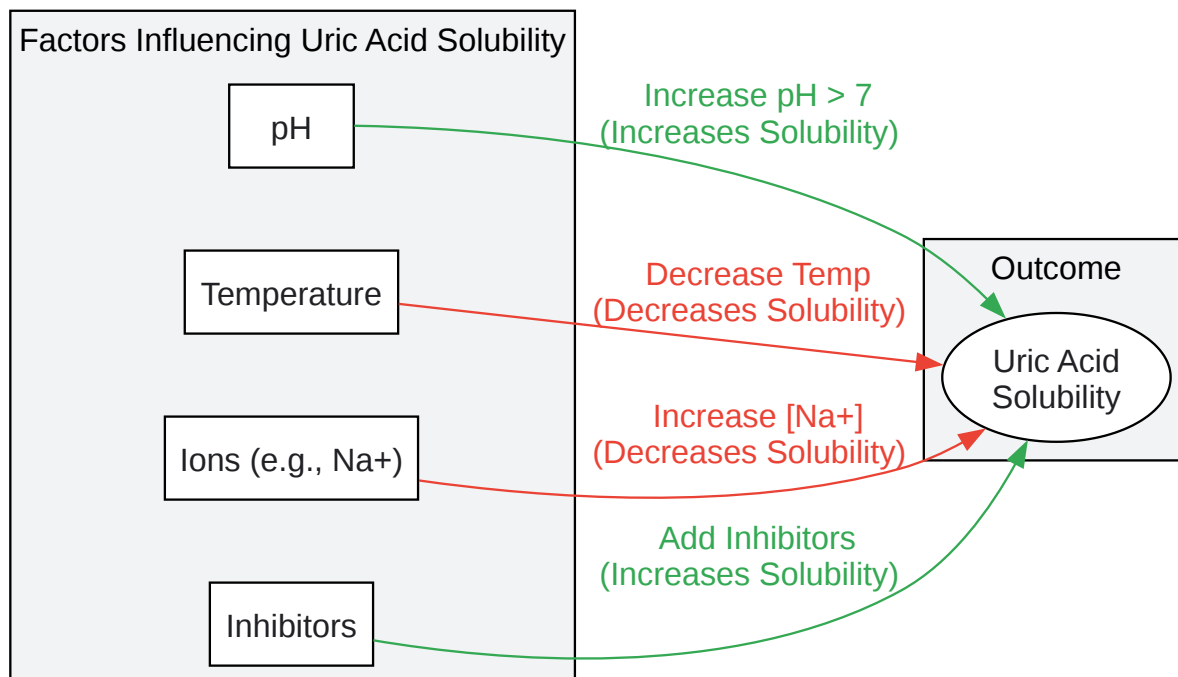 Factors Influencing Uric Acid Solubility
pH
Increase pH > 7
(Increases Solubility)
Temperature
Decrease Temp
(Decreases Solubility)
Outcome
Uric Acid
Solubility
Ions (e.g., Na+)
Increase [Na+]
(Decreases Solubility)
Inhibitors
Add Inhibitors
(Increases Solubility)